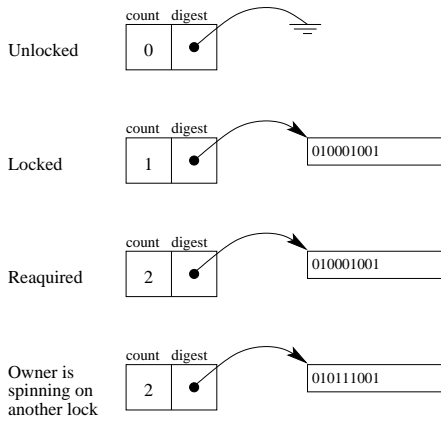 count digest
Unlocked 0
count digest
Locked 1 010001001
count digest
Reaquired 2 010001001
count digest
Owner is
spinning on 2 010111001
another lock